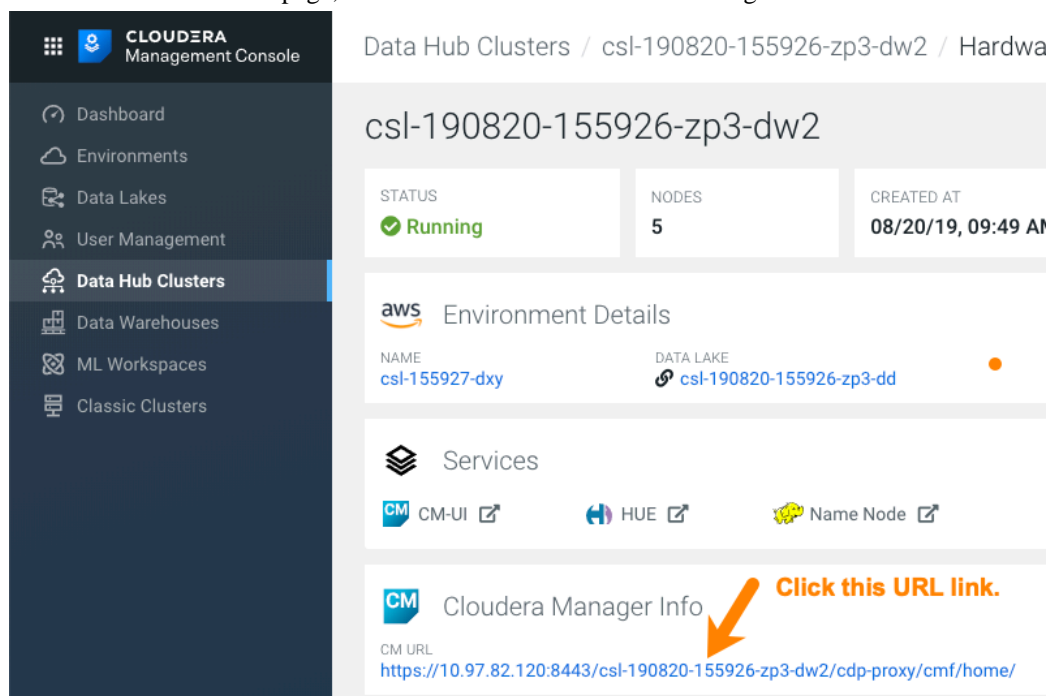 CLOUDERA
Management Console
Data Hub Clusters / csl-190820-155926-zp3-dw2 / Hardwa
Dashboard
Environments
Data Lakes
User Management
Data Hub Clusters
Data Warehouses
ML Workspaces
Classic Clusters
csl-190820-155926-zp3-dw2
STATUS NODES CREATED AT
Running 5 08/20/19, 09:49 AM
aws Environment Details
NAME DATA LAKE
csl-155927-dxy csl-190820-155926-zp3-dd
Services
CM CM-UI HUE Name Node
Click this URL link.
CM Cloudera Manager Info
CM URL
https://10.97.82.120:8443/csl-190820-155926-zp3-dw2/cdp-proxy/cmf/home/